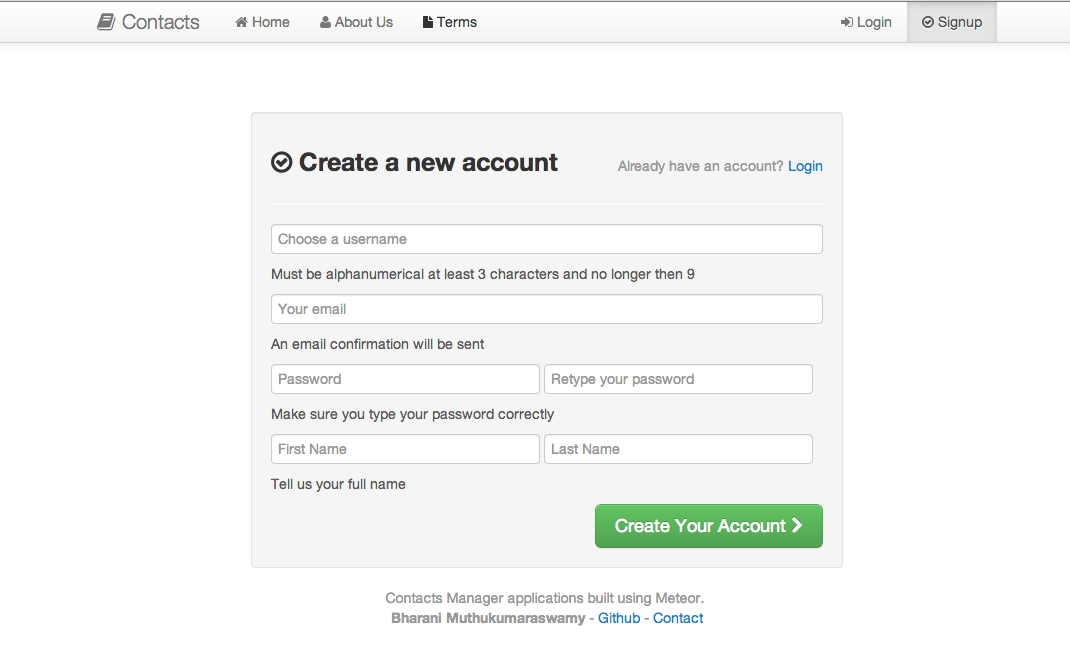 Contacts Home About Us Terms Login Signup
Create a new account Already have an account? Login
Choose a username
Must be alphanumerical at least 3 characters and no longer then 9
Your email
An email confirmation will be sent
Password Retype your password
Make sure you type your password correctly
First Name Last Name
Tell us your full name
Create Your Account
Contacts Manager applications built using Meteor.
Bharani Muthukumaraswamy - Github - Contact